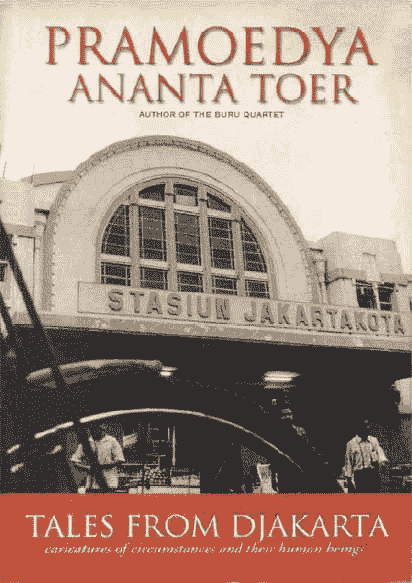 PRAMOEDYA
ANANTA TOER
AUTHOR OF THE BURU QUARTET
STASIUN JAKARTAKOTA
TALES FROM DJAKARTA
caricatures of circumstances and their human beings